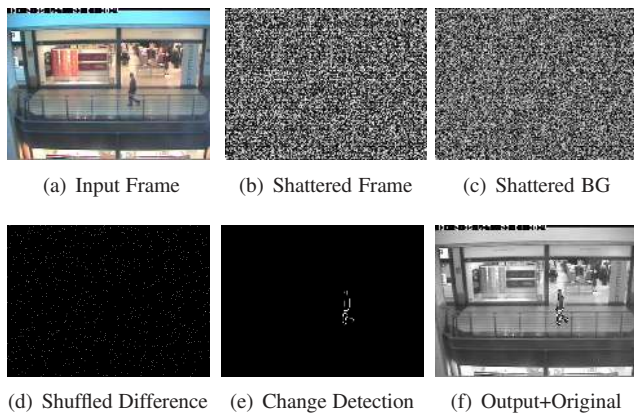 (a) Input Frame
(b) Shattered Frame
(c) Shattered BG
(d) Shuffled Difference
(e) Change Detection
(f) Output+Original